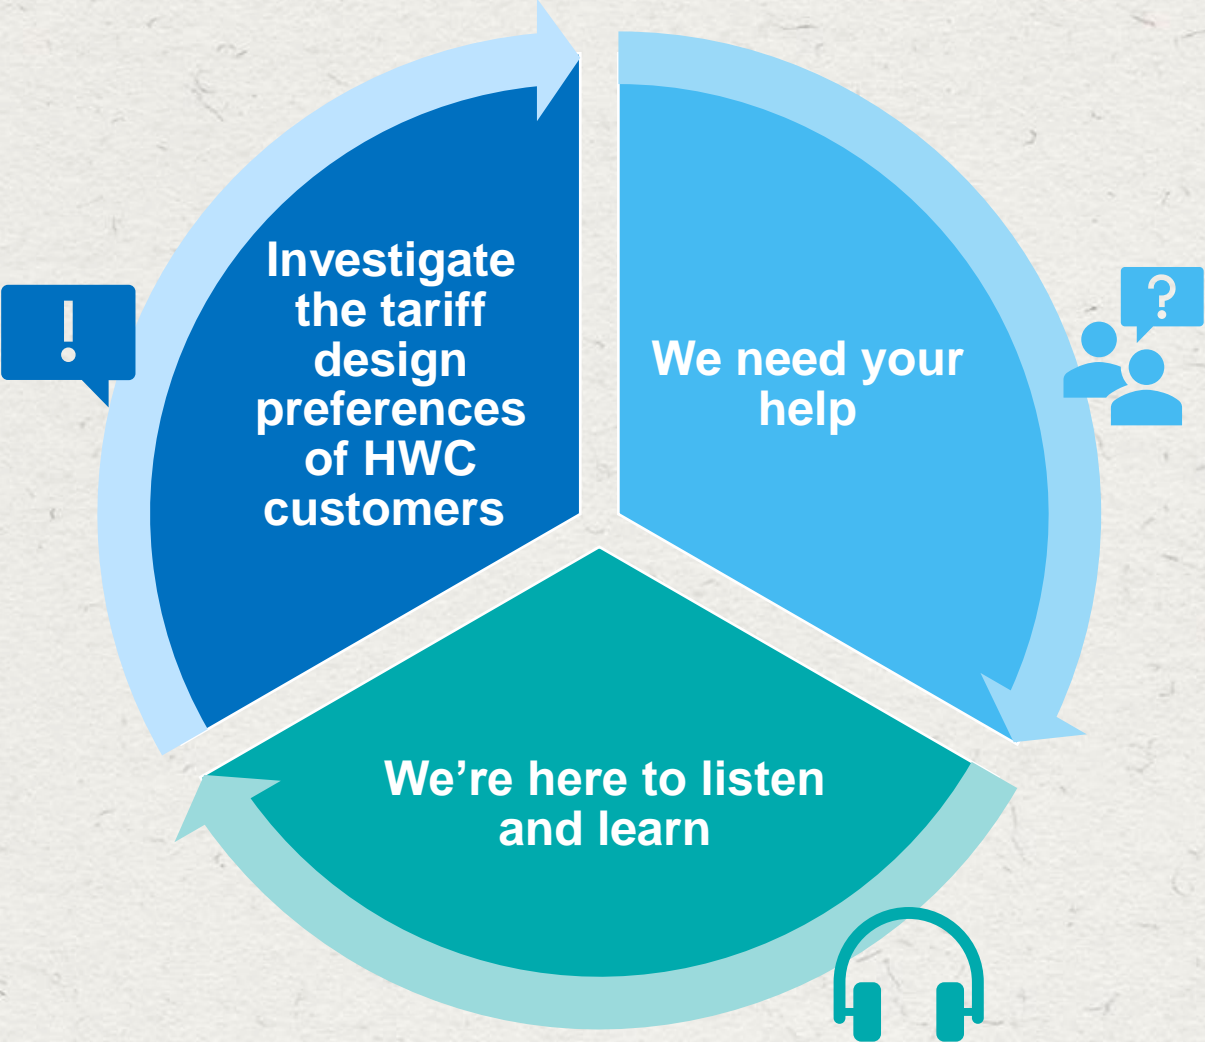 Investigate
the tariff
design
preferences
of HWC
customers
We need your
help
We’re here to listen
and learn
!
?